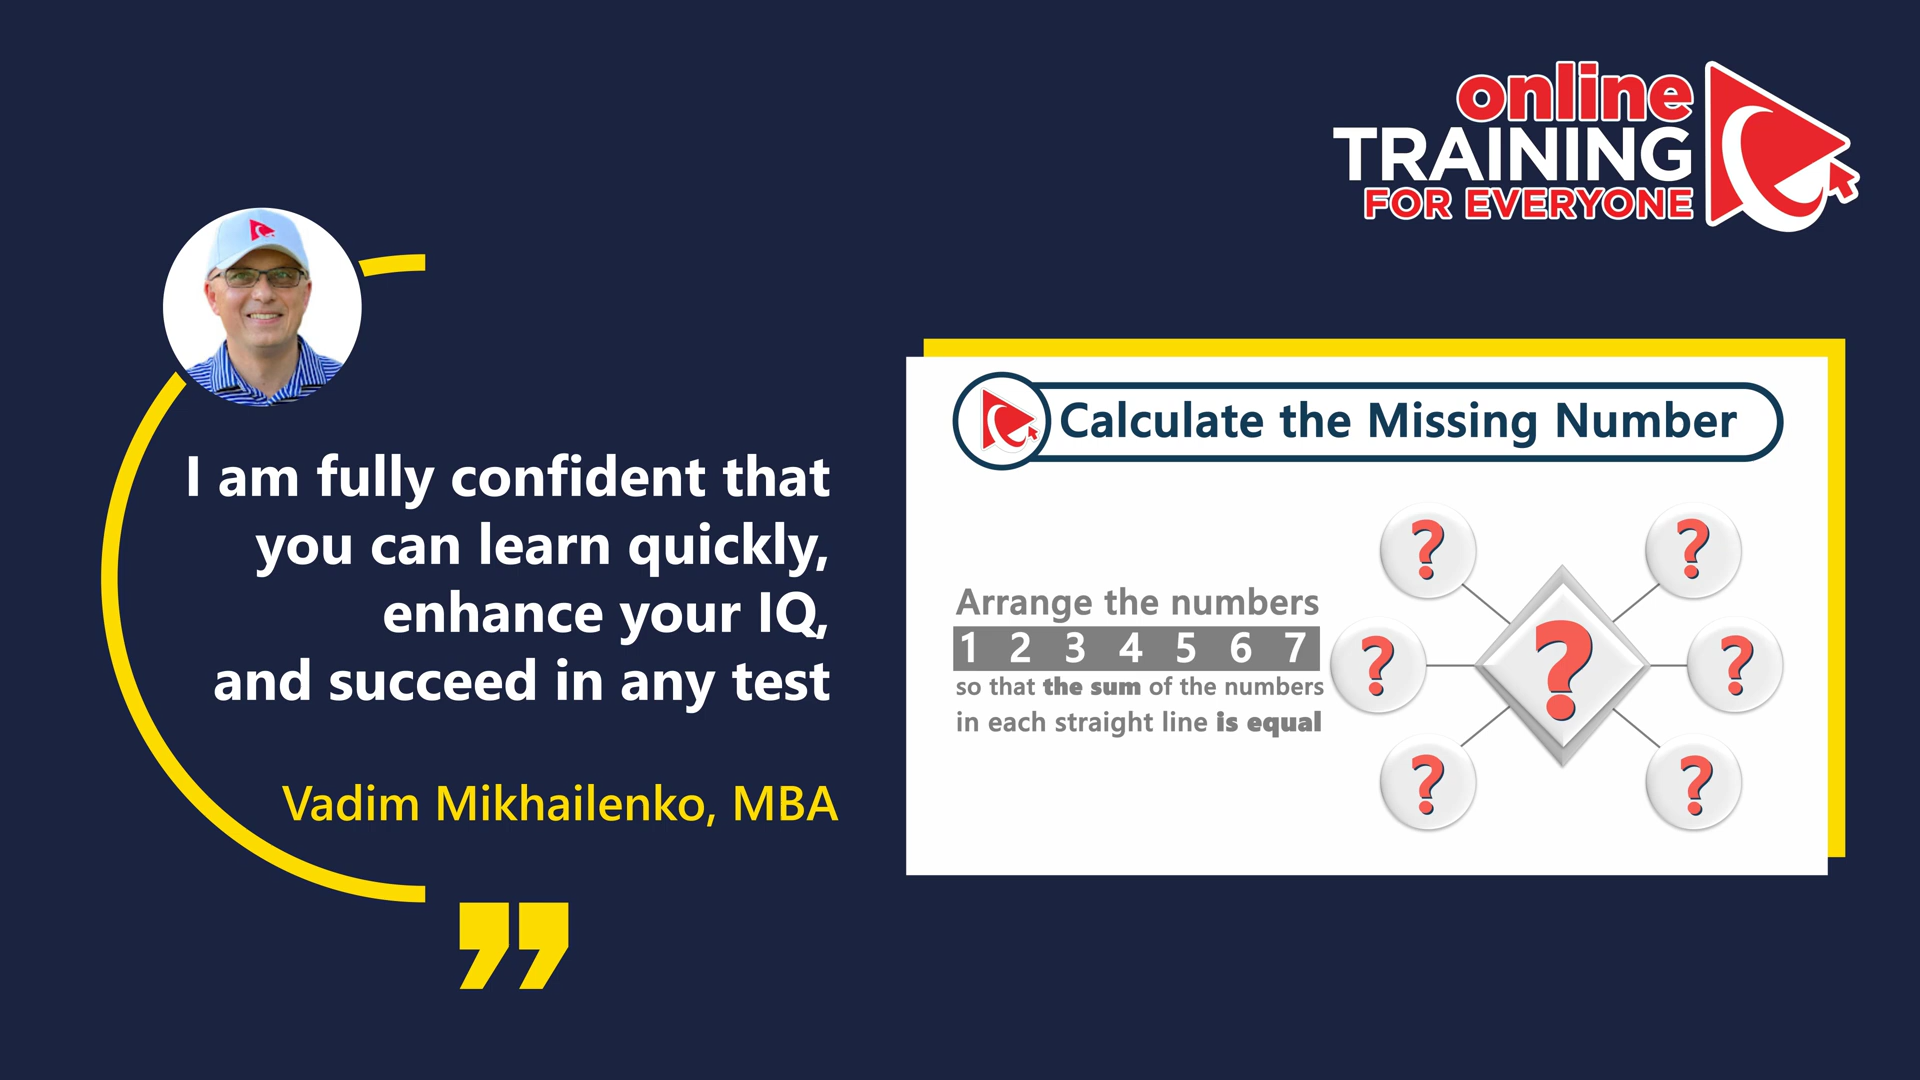 online
TRAINING
FOR EVERYONE
I am fully confident that
you can learn quickly,
enhance your IQ,
and succeed in any test
Vadim Mikhailenko, MBA
”
Calculate the Missing Number
Arrange the numbers
1 2 3 4 5 6 7
so that the sum of the numbers
in each straight line is equal
? ?
? ? ?
? ?